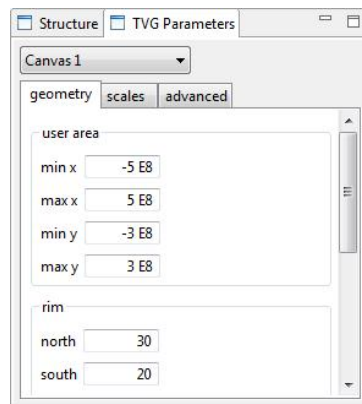 Structure TVG Parameters
Canvas 1
geometry scales advanced
user area
min x -5 E8
max x 5 E8
min y -3 E8
max y 3 E8
rim
north 30
south 20